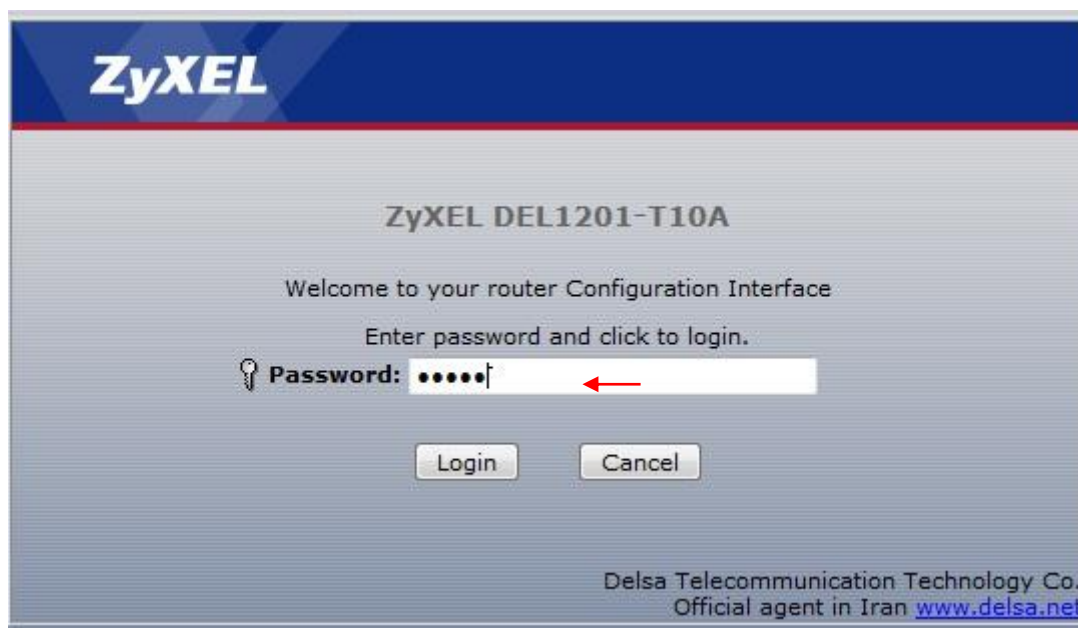 ZyXEL
ZyXEL DEL1201-T10A
Welcome to your router Configuration Interface
Enter password and click to login.
Password: •••••
Login Cancel
Delsa Telecommunication Technology Co.
Official agent in Iran www.delsa.net